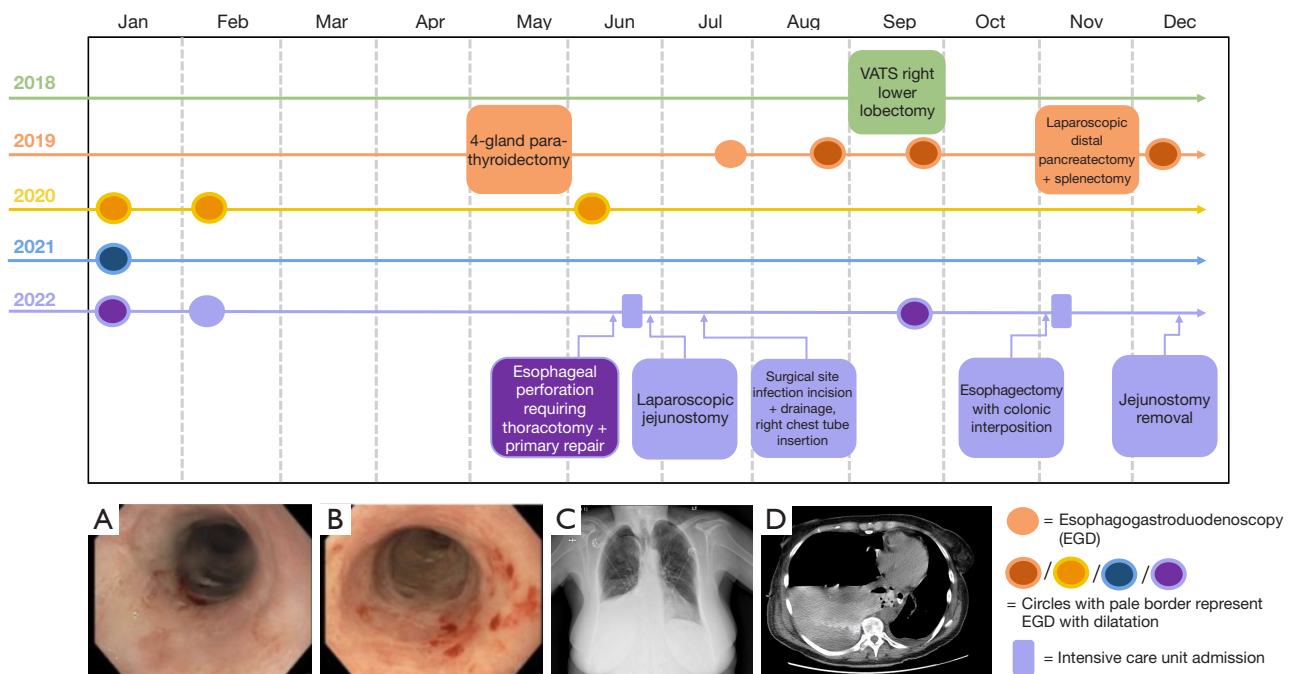 Jan Feb Mar Apr May Jun Jul Aug Sep Oct Nov Dec
2018
VATS right
lower
lobectomy
2019
4-gland para-
thyroidectomy
Laparoscopic
distal
pancreatectomy
+ splenectomy
2020
2021
2022
Esophageal
perforation
requiring
thoracotomy +
primary repair
Laparoscopic
jejunostomy
Surgical site
infection incision
+ drainage,
right chest tube
insertion
Esophagectomy
with colonic
interposition
Jejunostomy
removal
A
B
C
D
= Esophagogastroduodenoscopy
(EGD)
/ / /
= Circles with pale border represent
EGD with dilatation
= Intensive care unit admission